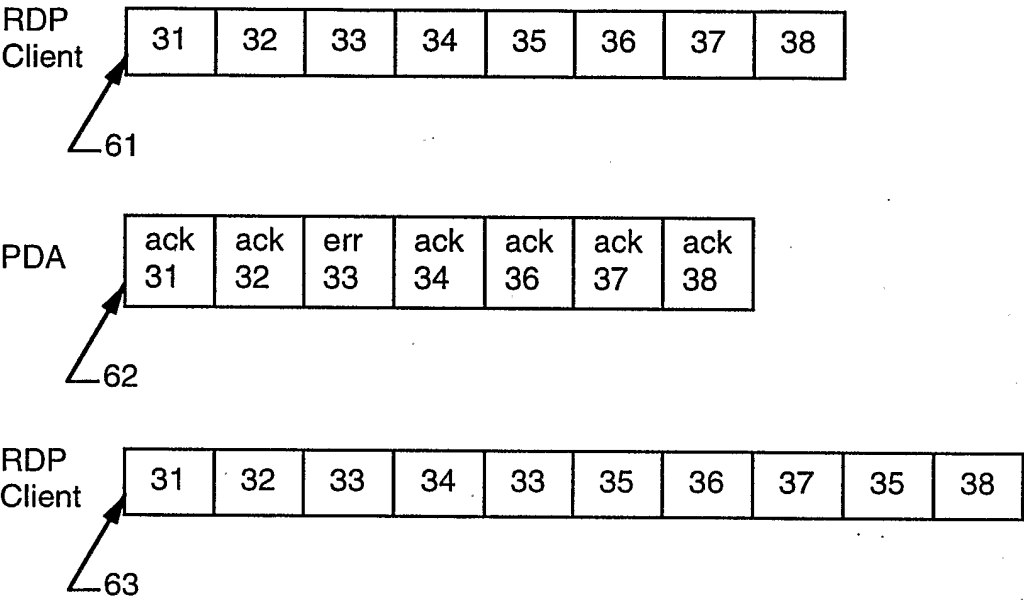 RDP
Client
31 32 33 34 35 36 37 38
61
PDA
ack ack err ack ack ack ack
31 32 33 34 36 37 38
62
RDP
Client
31 32 33 34 33 35 36 37 35 38
63